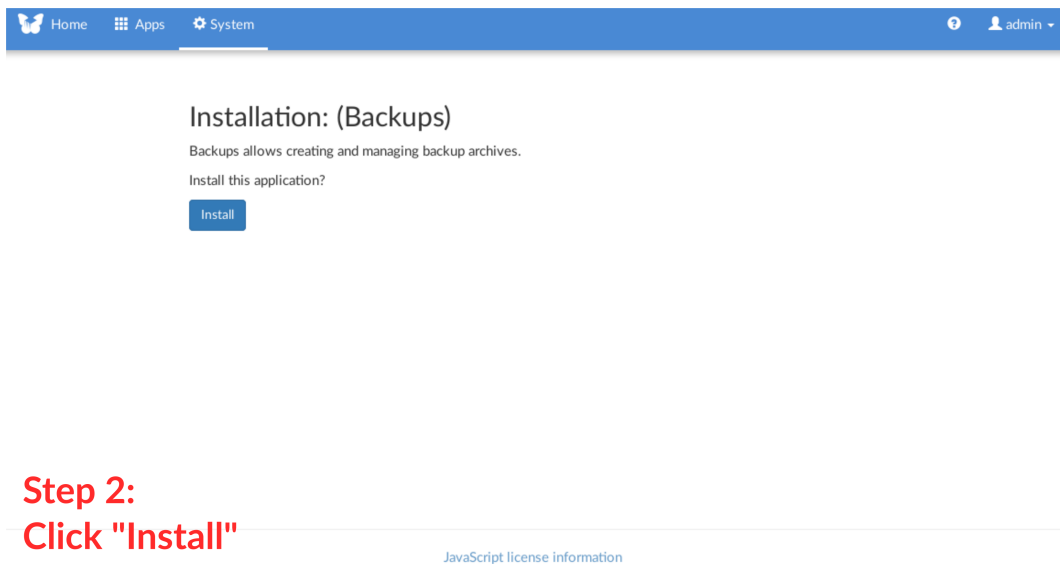 Home Apps System admin
Installation: (Backups)
Backups allows creating and managing backup archives.
Install this application?
Install
Step 2:
Click "Install"
JavaScript license information